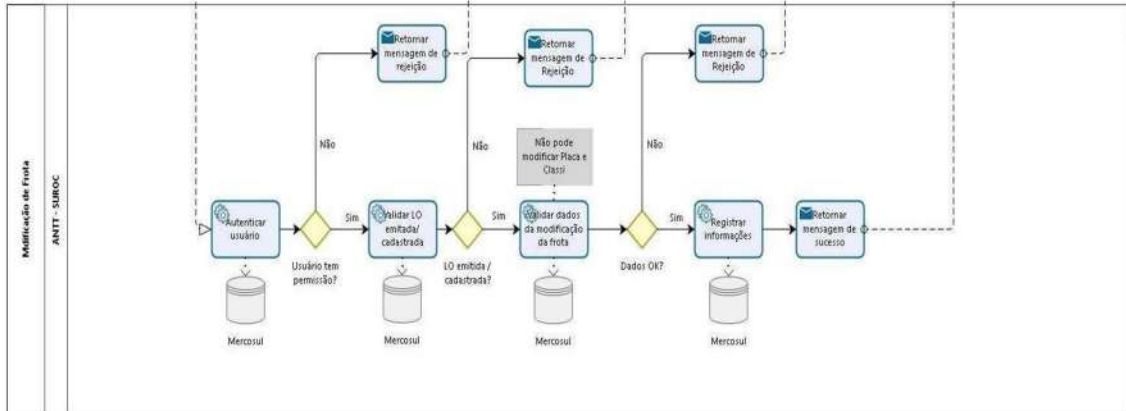 Mdificação de Frota
ANTT - SUROC
Retornar
mensagem de
rejeição
Retornar
mensagem de
Rejeição
Retornar
mensagem de
Rejeição
Não
Não
Não
Não pode
modificar Placa e
Classi
Autenticar
usuário
Sim
Validar LO
emitada/
cadastrada
Sim
Validar dados
da modificação
da frota
Sim
Registrar
informações
Retornar
mensagem de
sucesso
Usuário tem
permissão?
LO emitida /
cadastrada?
Dados OK?
Mercosul
Mercosul
Mercosul
Mercosul